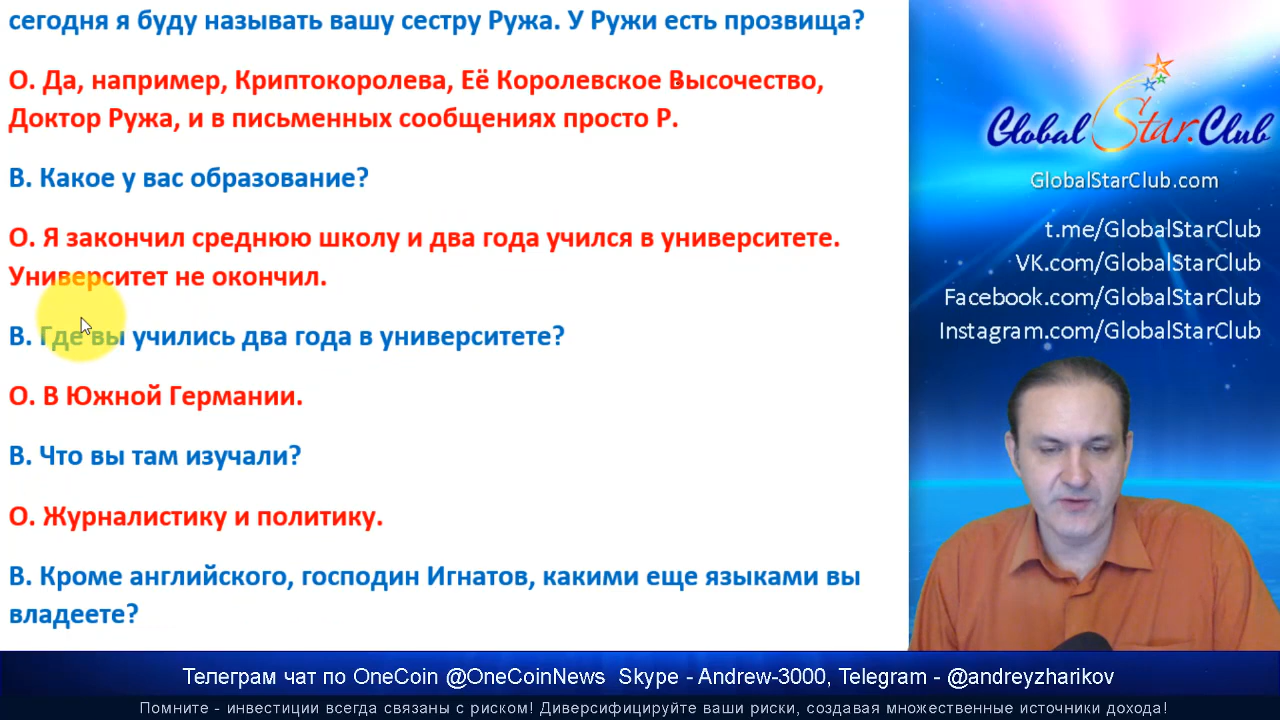 сегодня я буду называть вашу сестру Ружа. У Ружи есть прозвища?
О. Да, например, Криптокоролева, Её Королевское Высочество,
Доктор Ружа, и в письменных сообщениях просто Р.
В. Какое у вас образование?
О. Я закончил среднюю школу и два года учился в университете.
Университет не окончил.
В. Где вы учились два года в университете?
О. В Южной Германии.
В. Что вы там изучали?
О. Журналистику и политику.
В. Кроме английского, господин Игнатов, какими еще языками вы
владеете?
Global Star.Club
GlobalStarClub.com
t.me/GlobalStarClub
VK.com/GlobalStarClub
Facebook.com/GlobalStarClub
Instagram.com/GlobalStarClub
Телеграм чат по OneCoin @OneCoinNews Skype - Andrew-3000, Telegram - @andreyzharikov
Помните - инвестиции всегда связаны с риском! Диверсифицируйте ваши риски, создавая множественные источники дохода!